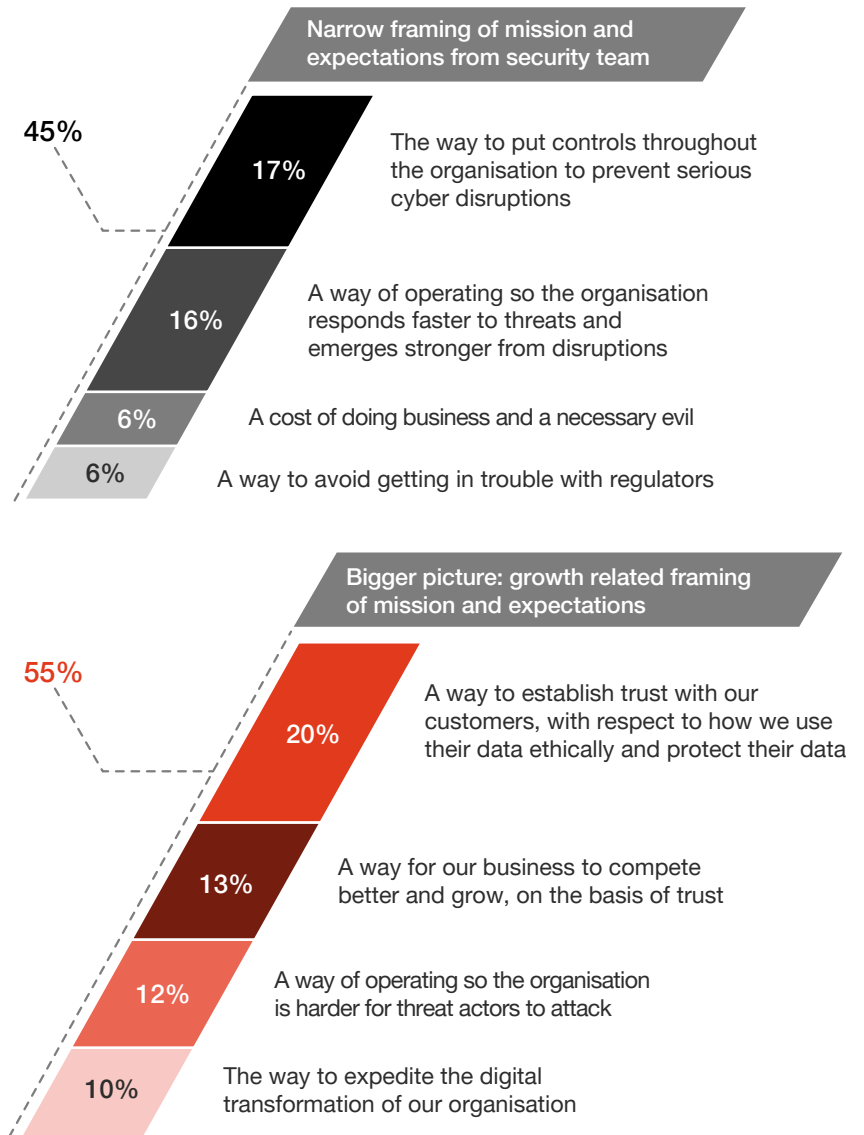 Narrow framing of mission and
expectations from security team
45%
17%
The way to put controls throughout
the organisation to prevent serious
cyber disruptions
16%
A way of operating so the organisation
responds faster to threats and
emerges stronger from disruptions
6%
A cost of doing business and a necessary evil
6%
A way to avoid getting in trouble with regulators
Bigger picture: growth related framing
of mission and expectations
55%
20%
A way to establish trust with our
customers, with respect to how we use
their data ethically and protect their data
13%
A way for our business to compete
better and grow, on the basis of trust
12%
A way of operating so the organisation
is harder for threat actors to attack
10%
The way to expedite the digital
transformation of our organisation